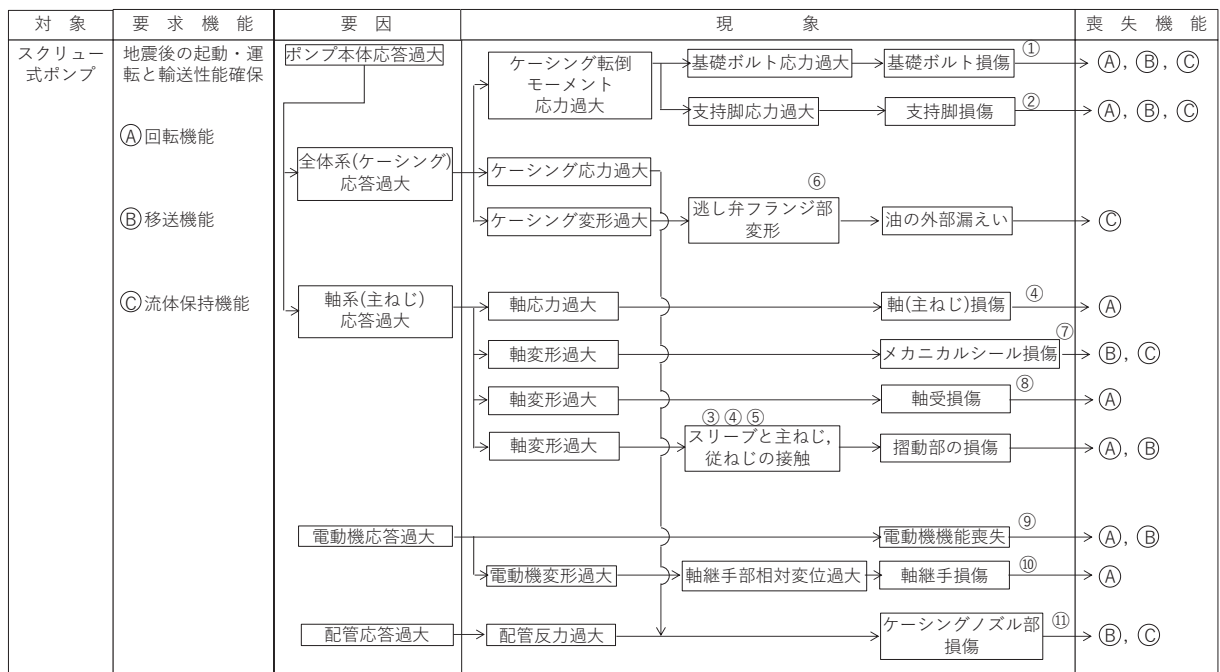 対　象
要　求　機　能
要　因
現　象
喪　失　機　能
スクリュー
式ポンプ
地震後の起動・運
転と輸送性能確保
Ⓐ回転機能
Ⓑ移送機能
Ⓒ流体保持機能
ポンプ本体応答過大
全体系(ケーシング)
応答過大
軸系(主ねじ)
応答過大
電動機応答過大
配管応答過大
ケーシング転倒
モーメント
応力過大
基礎ボルト応力過大
基礎ボルト損傷
①
Ⓐ, Ⓑ, Ⓒ
支持脚応力過大
支持脚損傷
②
Ⓐ, Ⓑ, Ⓒ
ケーシング応力過大
ケーシング変形過大
⑥
逃し弁フランジ部
変形
油の外部漏えい
Ⓒ
軸応力過大
軸(主ねじ)損傷
④
Ⓐ
軸変形過大
メカニカルシール損傷
⑦
Ⓑ, Ⓒ
軸変形過大
軸受損傷
⑧
Ⓐ
軸変形過大
③ ④ ⑤
スリーブと主ねじ,
従ねじの接触
摺動部の損傷
Ⓐ, Ⓑ
電動機機能喪失
⑨
Ⓐ, Ⓑ
電動機変形過大
軸継手部相対変位過大
軸継手損傷
⑩
Ⓐ
配管反力過大
ケーシングノズル部
損傷
⑪
Ⓑ, Ⓒ